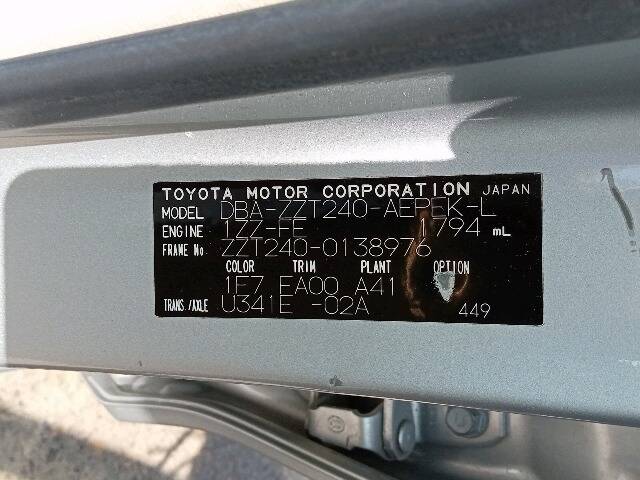 TOYOTA MOTOR CORPORATION JAPAN
MODEL DBA-ZZT240-AEPEK-L
ENGINE 1ZZ-FE 1794 mL
FRAME No ZZT240-0138976
COLOR TRIM PLANT OPTION
1F7 EA00 A41
TRANS./AXLE U341E -02A 449